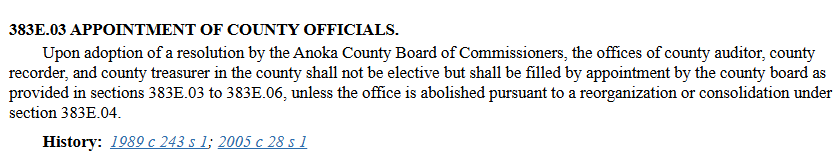 383E.03 APPOINTMENT OF COUNTY OFFICIALS.
Upon adoption of a resolution by the Anoka County Board of Commissioners, the offices of county auditor, county
recorder, and county treasurer in the county shall not be elective but shall be filled by appointment by the county board as
provided in sections 383E.03 to 383E.06, unless the office is abolished pursuant to a reorganization or consolidation under
section 383E.04.
History: 1989 c 243 s 1; 2005 c 28 s 1